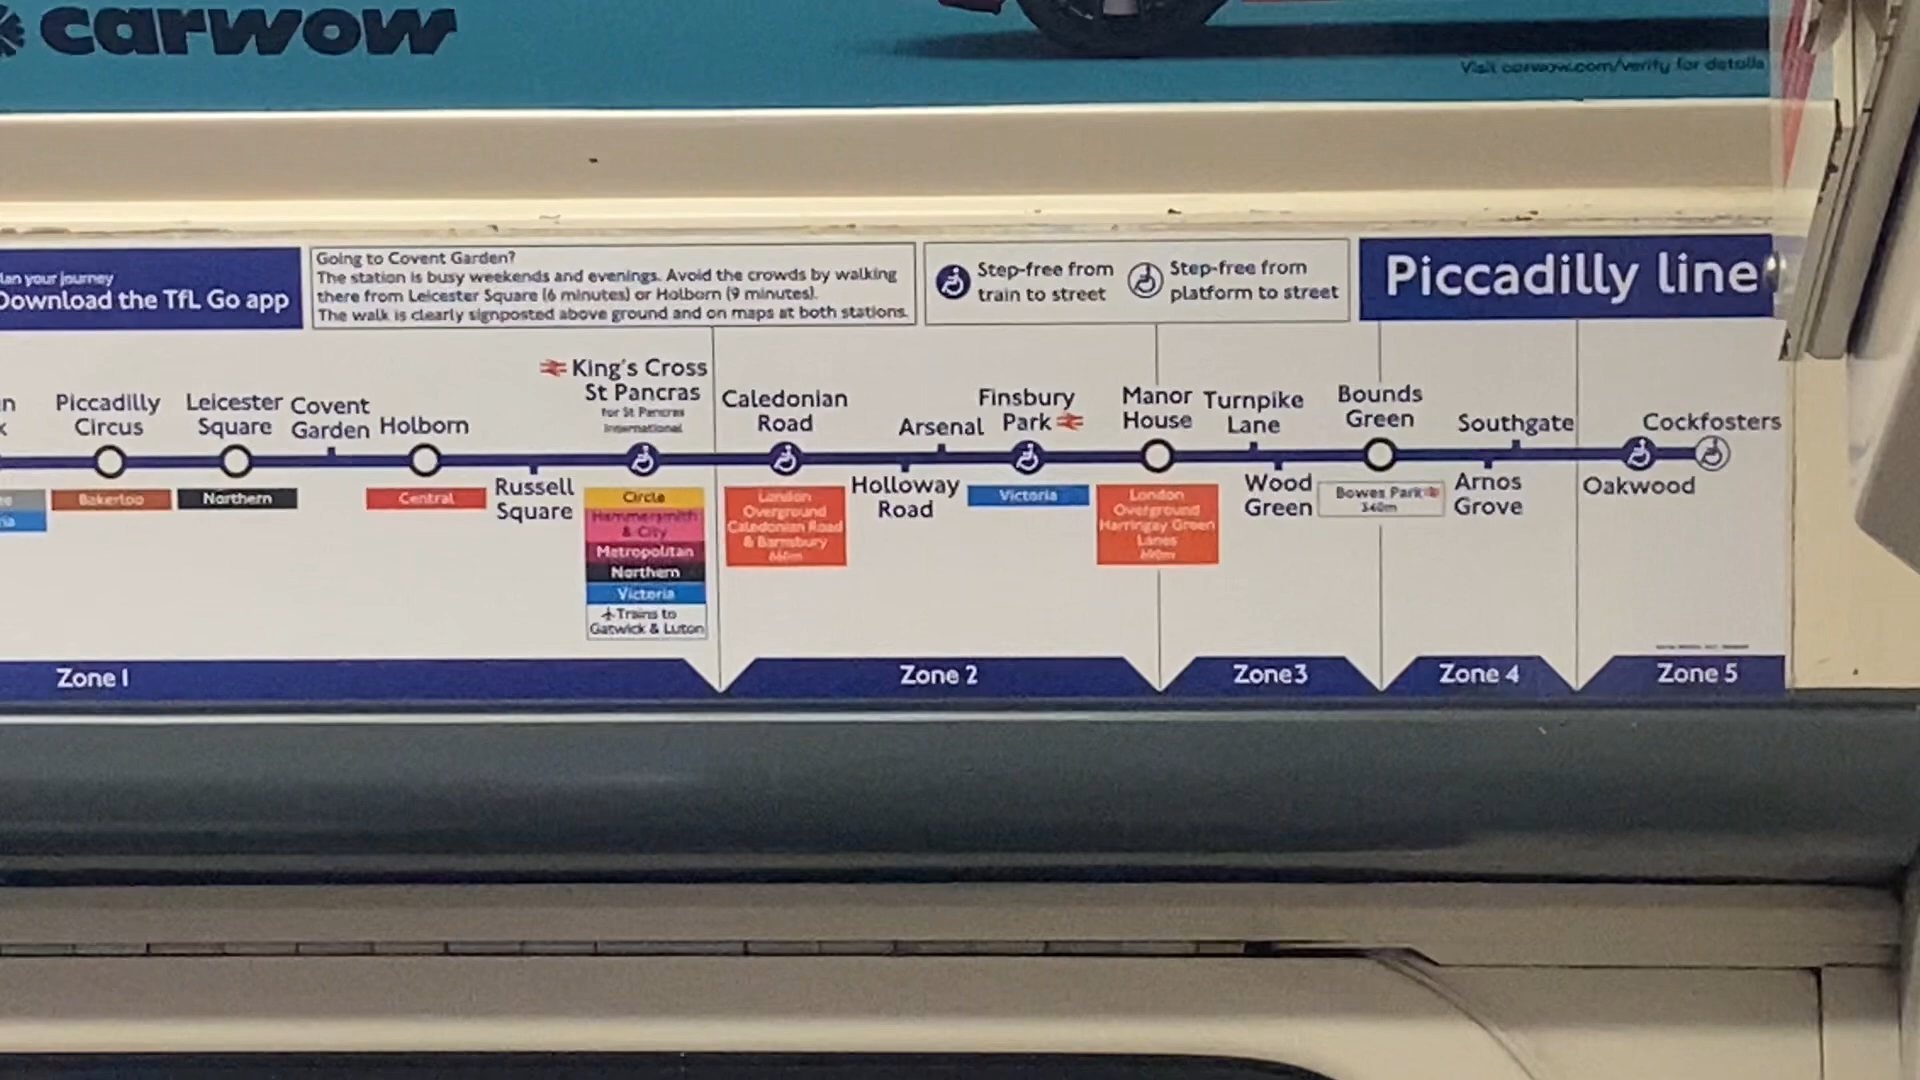 carwow
Visit carwow.com/verify for details
lan your journey
Download the TfL Go app
Going to Covent Garden?
The station is busy weekends and evenings. Avoid the crowds by walking
there from Leicester Square (6 minutes) or Holborn (9 minutes).
The walk is clearly signposted above ground and on maps at both stations.
Step-free from
train to street
Step-free from
platform to street
Piccadilly line
Piccadilly
Circus
Bakerloo
Leicester
Square
Northern
Covent
Garden
Holborn
Central
Russell
Square
King's Cross
St Pancras
for St Pancras
International
Circle
Hammersmith
& City
Metropolitan
Northern
Victoria
Trains to
Gatwick & Luton
Caledonian
Road
London
Overground
Caledonian Road
& Barnsbury
Holloway
Road
Arsenal
Finsbury
Park
Victoria
Manor
House
London
Overground
Harringay Green
Lanes
Turnpike
Lane
Wood
Green
Bounds
Green
Bowes Park
540m
Arnos
Grove
Southgate
Oakwood
Cockfosters
Zone 1
Zone 2
Zone 3
Zone 4
Zone 5